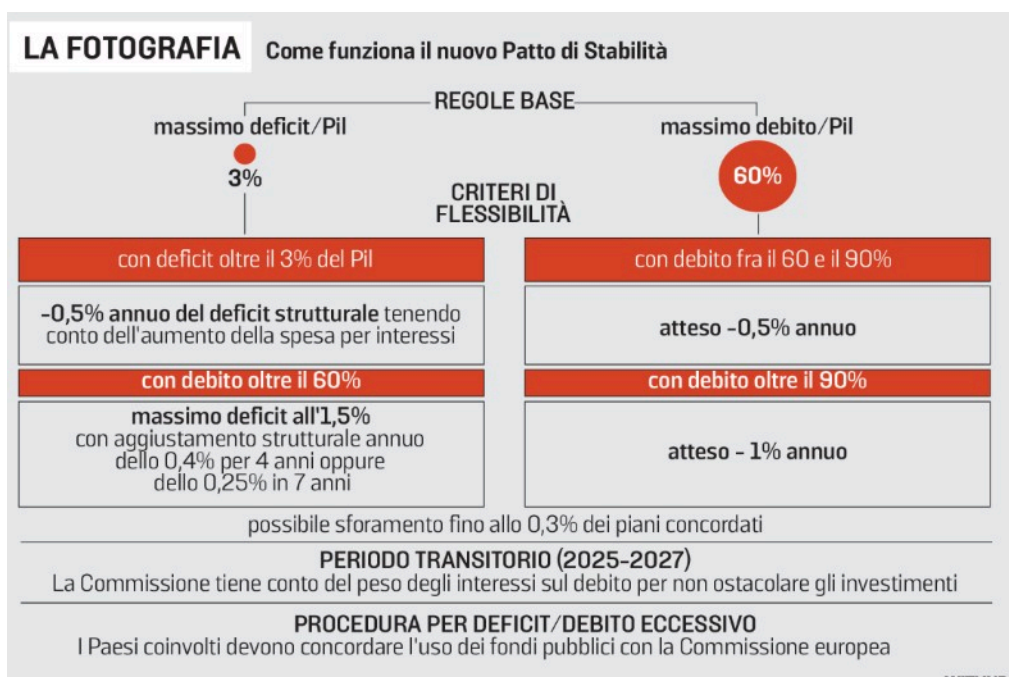 LA FOTOGRAFIA Come funziona il nuovo Patto di Stabilità
REGOLE BASE
massimo deficit/Pil
3%
massimo debito/Pil
60%
CRITERI DI
FLESSIBILITÀ
con deficit oltre il 3% del Pil
-0,5% annuo del deficit strutturale tenendo
conto dell'aumento della spesa per interessi
con debito oltre il 60%
massimo deficit all'1,5%
con aggiustamento strutturale annuo
dello 0,4% per 4 anni oppure
dello 0,25% in 7 anni
con debito fra il 60 e il 90%
atteso -0,5% annuo
con debito oltre il 90%
atteso - 1% annuo
possibile sforamento fino allo 0,3% dei piani concordati
PERIODO TRANSITORIO (2025-2027)
La Commissione tiene conto del peso degli interessi sul debito per non ostacolare gli investimenti
PROCEDURA PER DEFICIT/DEBITO ECCESSIVO
I Paesi coinvolti devono concordare l'uso dei fondi pubblici con la Commissione europea